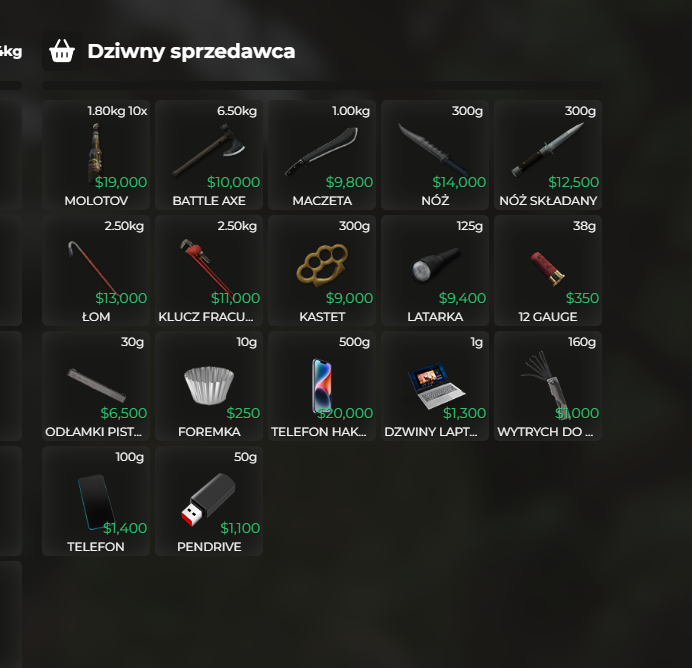 4kg
Dziwny sprzedawca
1.80kg 10x
$19,000
MOLOTOV
6.50kg
$10,000
BATTLE AXE
1.00kg
$9,800
MACZETA
300g
$14,000
NÓŻ
300g
$12,500
NÓŻ SKŁADANY
2.50kg
$13,000
ŁOM
2.50kg
$11,000
KLUCZ FRACU...
300g
$9,000
KASTET
125g
$9,400
LATARKA
38g
$350
12 GAUGE
30g
$6,500
ODŁAMKI PIST...
10g
$250
FOREMKA
500g
$20,000
TELEFON HAK...
1g
$1,300
DZWINY LAPT...
160g
$1,000
WYTRYCH DO ...
100g
$1,400
TELEFON
50g
$1,100
PENDRIVE